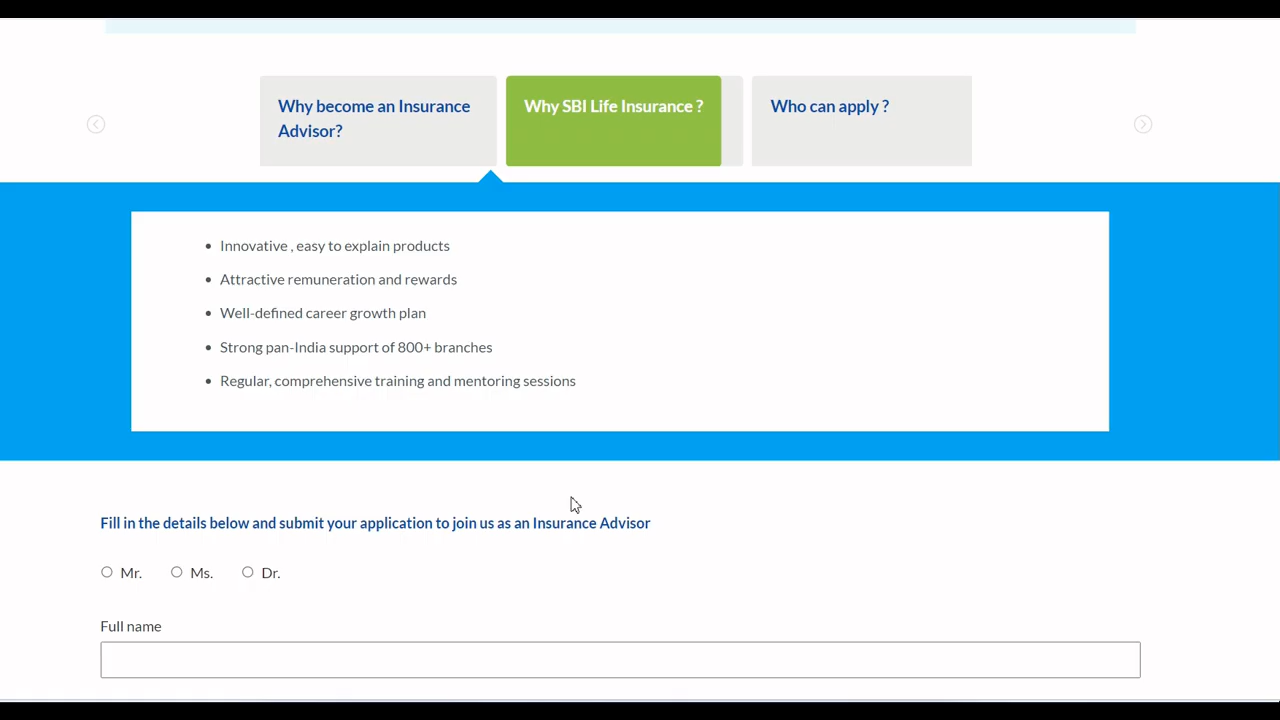 Why become an Insurance
Advisor?
Why SBI Life Insurance ?
Who can apply ?
Innovative , easy to explain products
Attractive remuneration and rewards
Well-defined career growth plan
Strong pan-India support of 800+ branches
Regular, comprehensive training and mentoring sessions
Fill in the details below and submit your application to join us as an Insurance Advisor
Mr. Ms. Dr.
Full name